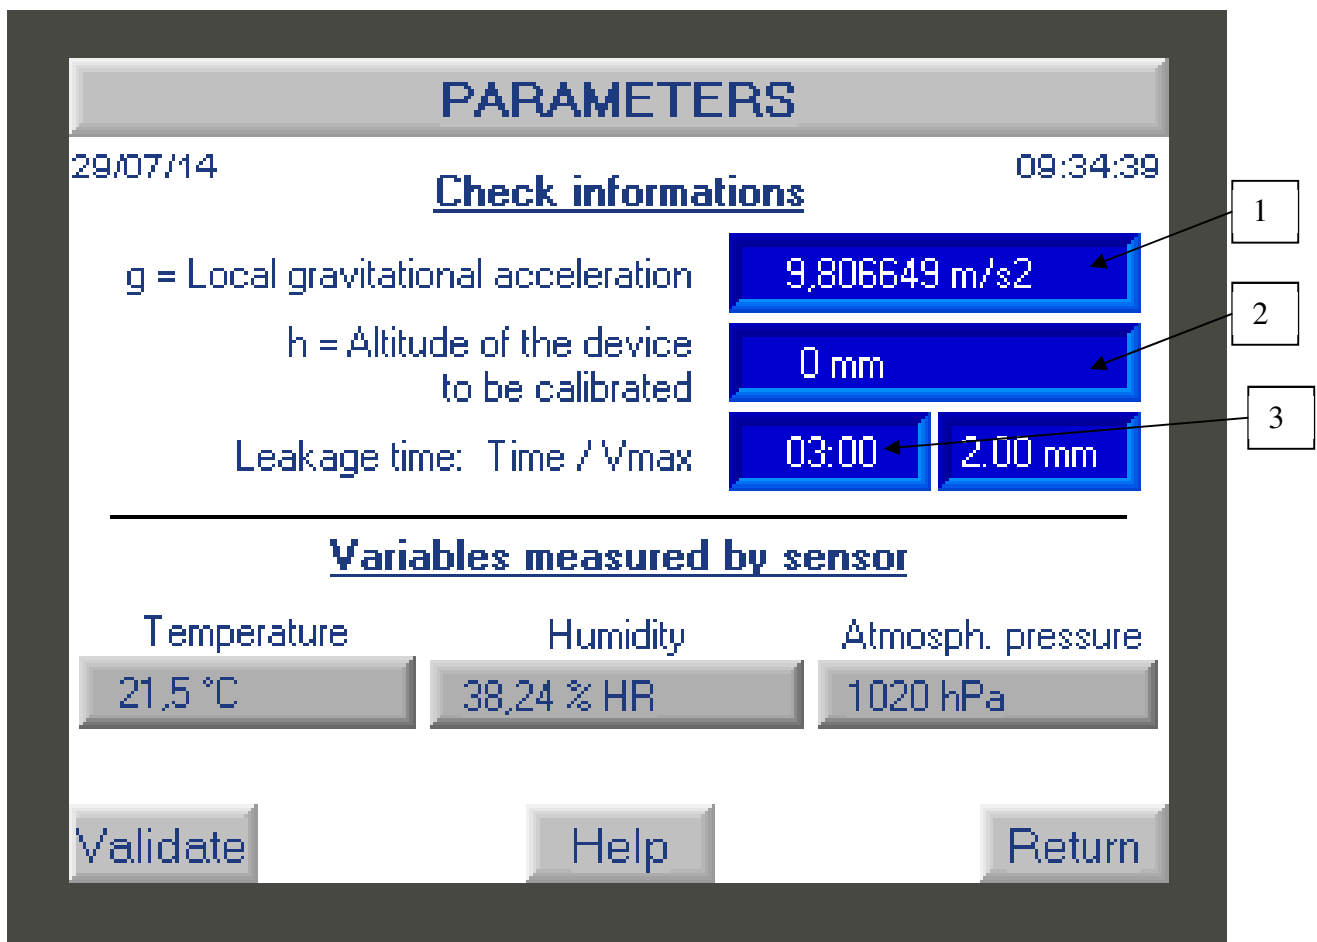 PARAMETERS
29/07/14
09:34:39
Check informations
1
g = Local gravitational acceleration
9,806649 m/s2
2
h = Altitude of the device
to be calibrated
0 mm
3
Leakage time: Time / Vmax
03:00
2.00 mm
Variables measured by sensor
Temperature
Humidity
Atmosph. pressure
21,5 °C
38,24 % HR
1020 hPa
Validate
Help
Return